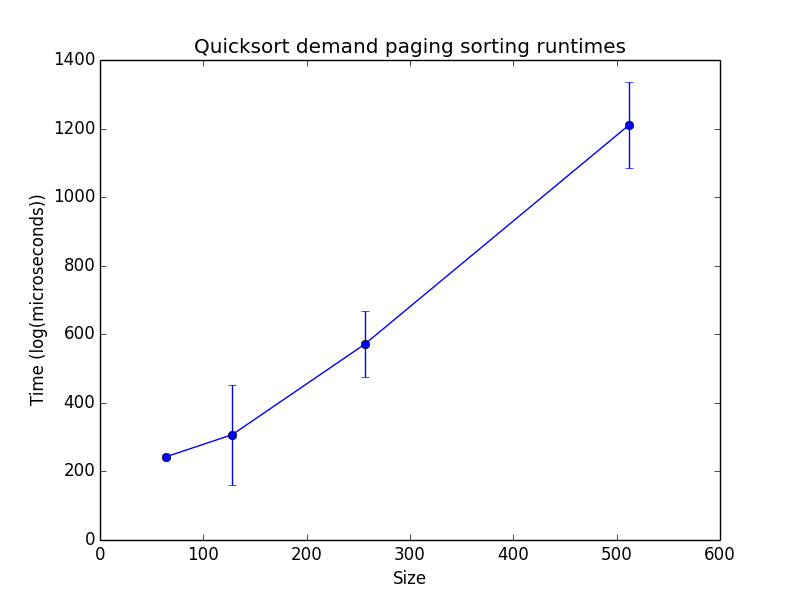 Quicksort demand paging sorting runtimes
1400
1200
1000
800
600
400
200
0
Time (log(microseconds))
0 100 200 300 400 500 600
Size